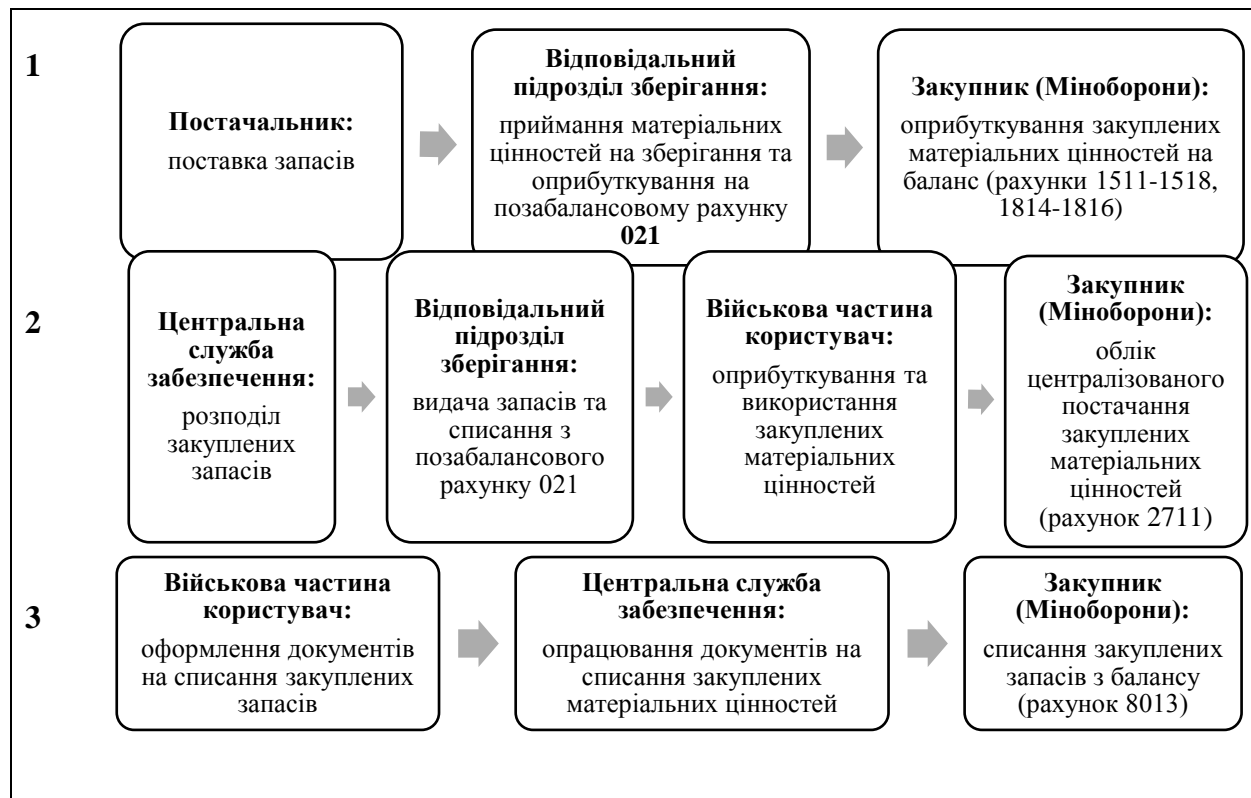 1
Постачальник:
поставка запасів
Відповідальний
підрозділ зберігання:
приймання матеріальних
цінностей на зберігання та
оприбуткування на
позабалансовому рахунку
021
Закупник (Міноборони):
оприбуткування закуплених
матеріальних цінностей на
баланс (рахунки 1511-1518,
1814-1816)
2
Центральна
служба
забезпечення:
розподіл
закуплених
запасів
Відповідальний
підрозділ
зберігання:
видача запасів та
списання з
позабалансового
рахунку 021
Військова частина
користувач:
оприбуткування та
використання
закуплених
матеріальних
цінностей
Закупник
(Міноборони):
облік
централізованого
постачання
закуплених
матеріальних
цінностей
(рахунок 2711)
3
Військова частина
користувач:
оформлення документів
на списання закуплених
запасів
Центральна служба
забезпечення:
опрацювання документів на
списання закуплених
матеріальних цінностей
Закупник
(Міноборони):
списання закуплених
запасів з балансу
(рахунок 8013)